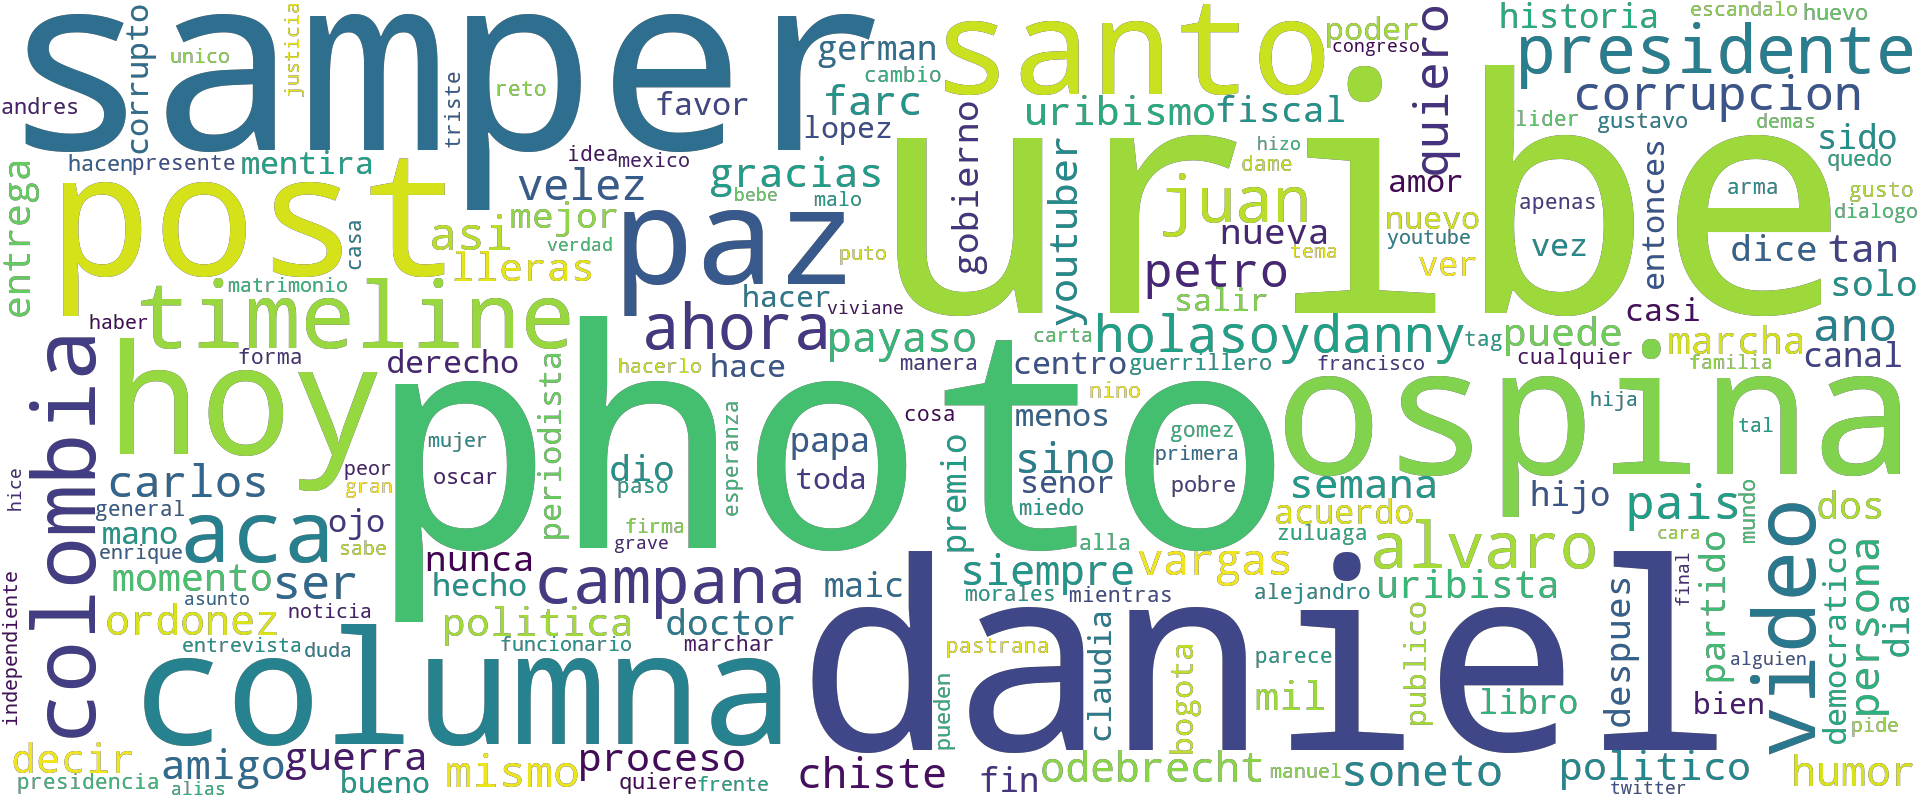 samper
uribe
photo
daniel
santo
post
paz
ospina
hoy
columna
timeline
colombia
video
presidente
corrupcion
historia
escandalo
huevo
poder
congreso
quiero
german
cambio
farc
lopez
favor
reto
triste
unico
justicia
corrupto
andres
hacen
presente
mentira
entrega
idea
mexico
velez
gracias
bebe
malo
mejor
asi
verdad
lleras
casa
matrimonio
puto
gobierno
uribismo
fiscal
youtuber
hizo
dame
juan
amor
nueva
nuevo
youtube
tema
ver
petro
salir
lider
gustavo
demas
sido
quedo
entonces
arma
gusto
dialogo
apenas
vez
dice
tan
solo
casi
ano
haber
forma
derecho
ahora
hacer
viviane
payaso
hacerlo
hace
manera
carta
holasoydanny
tag
puede
marcha
canal
centro
guerrillero
francisco
cualquier
familia
nino
cosa
menos
hija
tal
periodista
mujer
oscar
esperanza
papa
toda
gomez
primera
pobre
premio
sino
senor
miedo
semana
acuerdo
zuluaga
hijo
pais
dos
cara
mundo
hice
carlos
general
mano
enrique
aca
ojo
peor
gran
sabe
dio
paso
firma
grave
nunca
hecho
campana
momento
ser
asunto
noticia
ordonez
independiente
politica
doctor
maic
siempre
alla
vargas
alvaro
uribista
morales
mientras
alejandro
despues
final
partido
democratico
persona
dia
entrevista
duda
funcionario
marchar
pastrana
claudia
bogota
parece
publico
mil
libro
bien
alguien
pide
pueden
decir
presidencia
amigo
alias
guerra
bueno
mismo
proceso
quiere
frente
chiste
fin
odebrecht
manuel
soneto
politico
twitter
humor